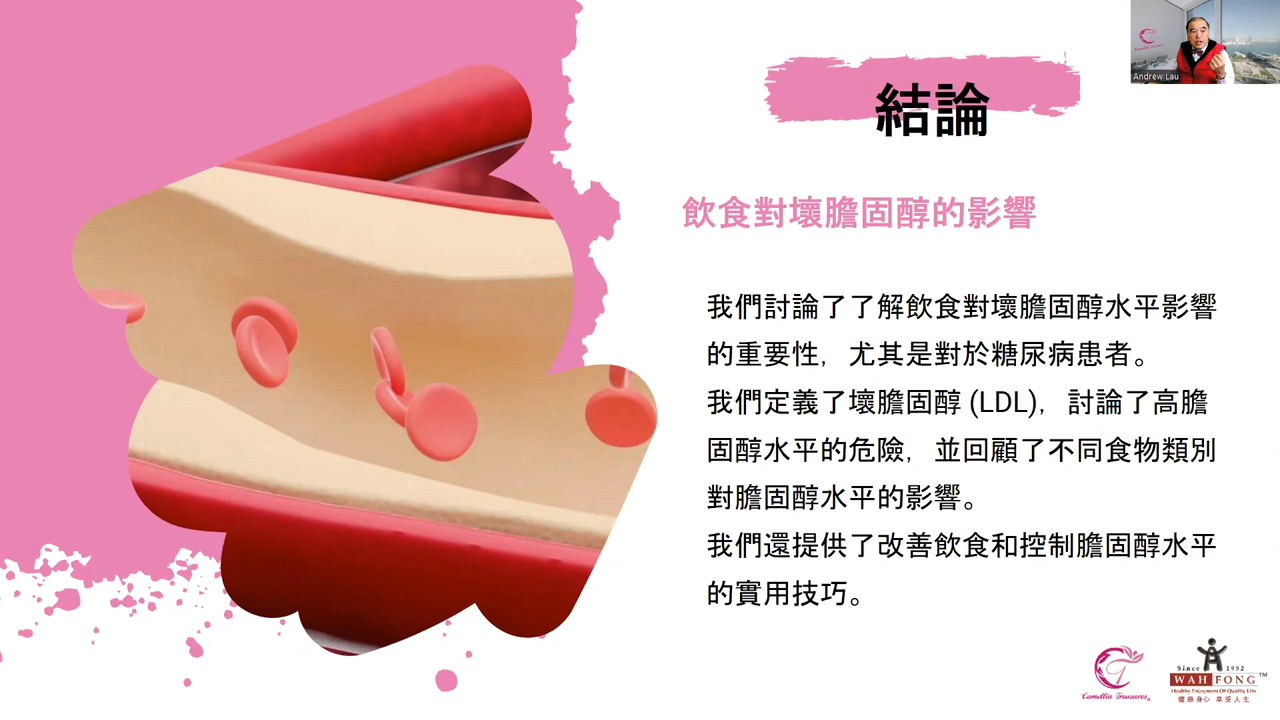 結論
飲食對壞膽固醇的影響
我們討論了了解飲食對壞膽固醇水平影響
的重要性，尤其是對於糖尿病患者。
我們定義了壞膽固醇 (LDL)，討論了高膽
固醇水平的危險，並回顧了不同食物類別
對膽固醇水平的影響。
我們還提供了改善飲食和控制膽固醇水平
的實用技巧。
Andrew Lau
Camellia Treasures
Since 1952
WAH FONG™
Healthy Enjoyment Of Quality Life
健康身心 享受人生